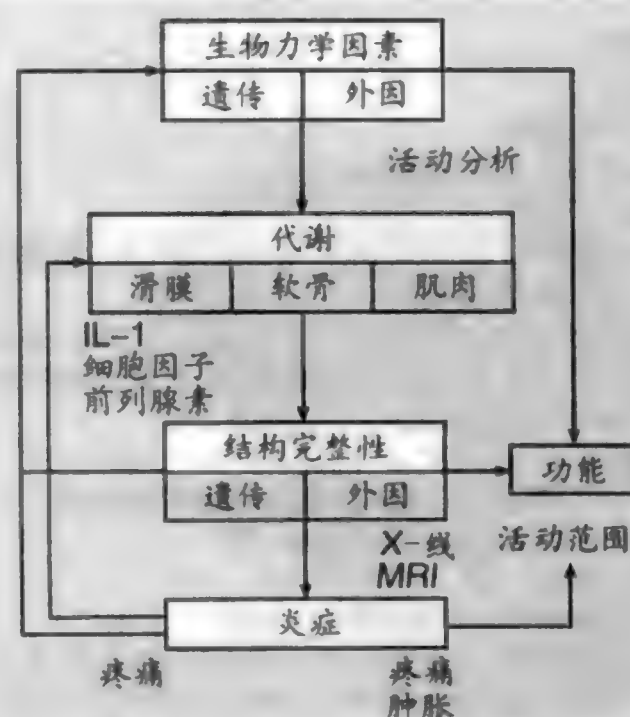 生物力学因素
遗传 外因
活动分析
代谢
滑膜 软骨 肌肉
IL-1
细胞因子
前列腺素
结构完整性
遗传 外因
功能
X-线
MRI
活动范围
炎症
疼痛
疼痛
肿胀